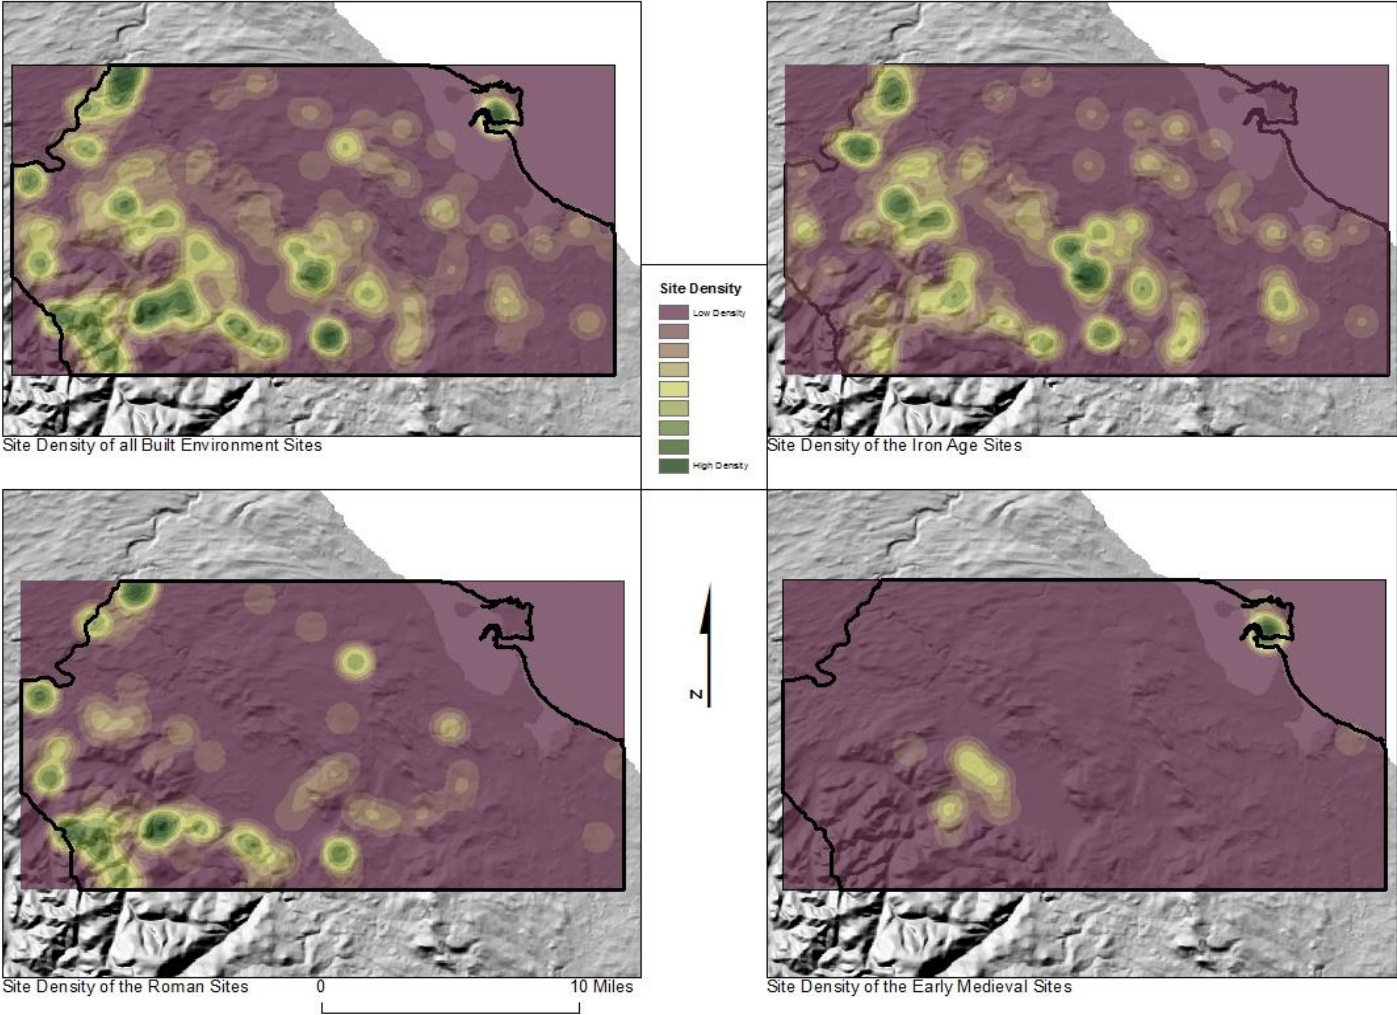 Site Density of all Built Environment Sites
Site Density
Low Density
High Density
Site Density of the Iron Age Sites
N
Site Density of the Roman Sites
0 10 Miles
Site Density of the Early Medieval Sites